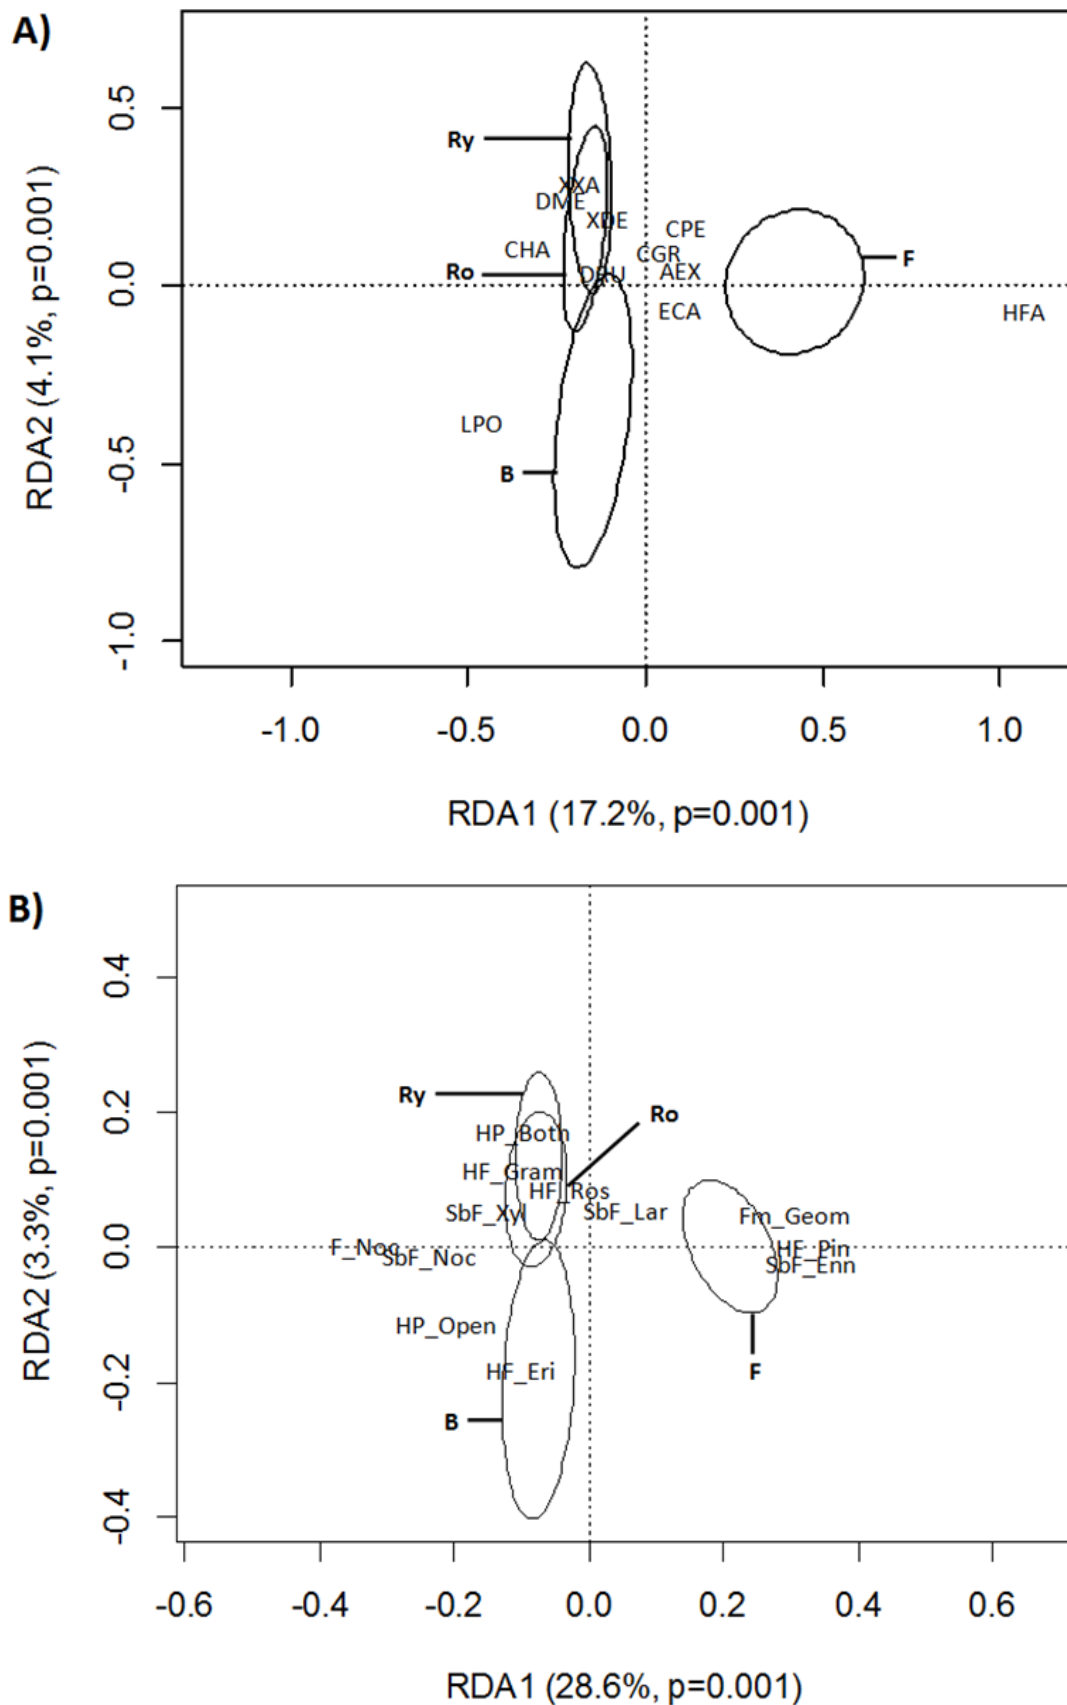 A)
0.5
Ry
XXA
DME
XDE
CPE
CHA
CGR
F
Ro
DHU
AEX
0.0
ECA
HFA
LPO
-0.5
B
-1.0
RDA2 (4.1%, p=0.001)
-1.0 -0.5 0.0 0.5 1.0
RDA1 (17.2%, p=0.001)
B)
0.4
Ry
Ro
0.2
HP_Both
HF_Gram
HF_Ros
SbF_Xyl
SbF_Lar
Fm_Geom
0.0
F_Noc
HF_Pin
SbF_Noc
SbF_Enn
HP_Open
HF_Eri
F
-0.2
B
-0.4
RDA2 (3.3%, p=0.001)
-0.6 -0.4 -0.2 0.0 0.2 0.4 0.6
RDA1 (28.6%, p=0.001)